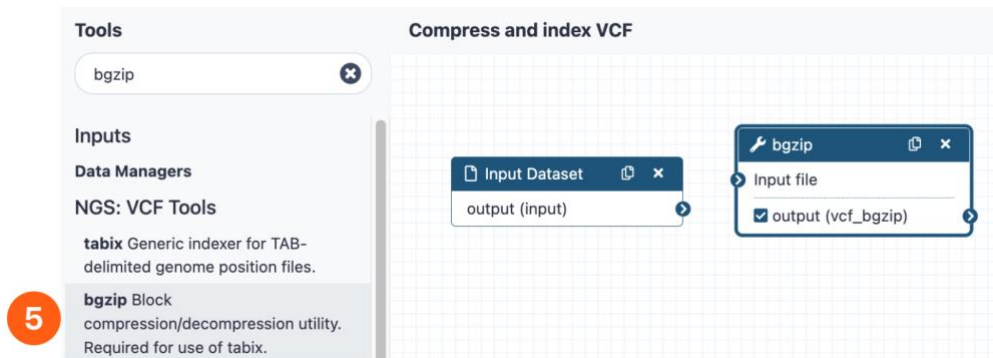 Tools
bgzip
Inputs
Data Managers
NGS: VCF Tools
tabix Generic indexer for TAB-
delimited genome position files.
5
bgzip Block
compression/decompression utility.
Required for use of tabix.
Compress and index VCF
Input Dataset
output (input)
bgzip
Input file
output (vcf_bgzip)